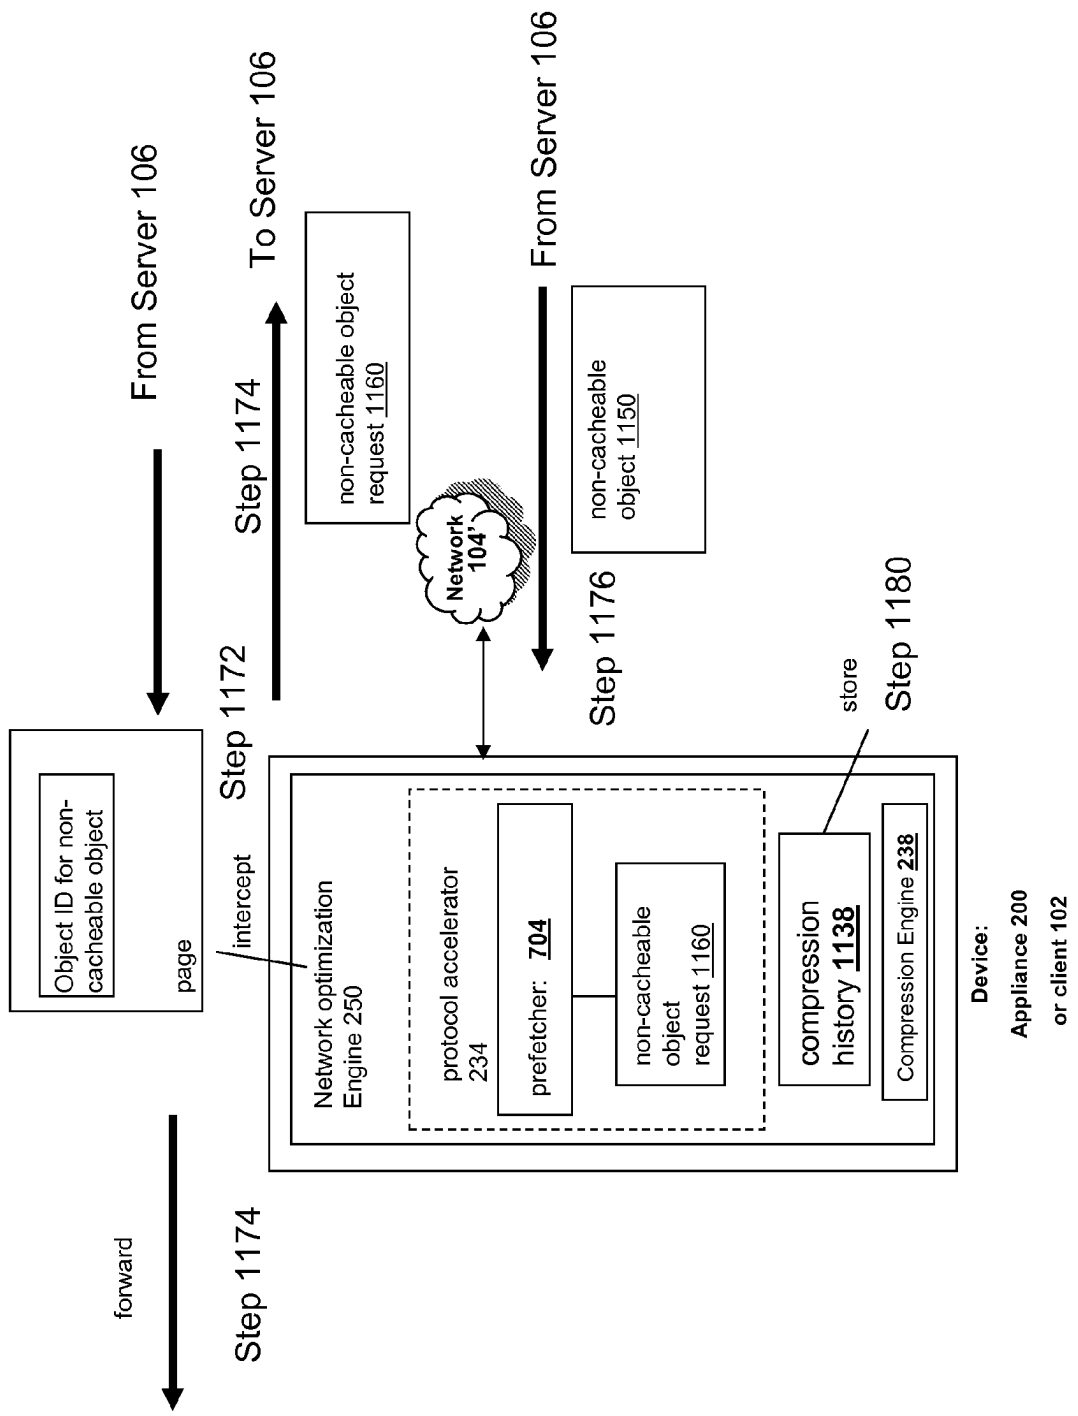 From Server 106
To Server 106
From Server 106
Object ID for non-
cacheable object
page
Step 1172
Step 1174
non-cacheable object
request 1160
Network
104'
non-cacheable
object 1150
Step 1176
forward
Step 1174
intercept
Network optimization
Engine 250
protocol accelerator
234
prefetcher: 704
non-cacheable
object
request 1160
compression
history 1138
store
Step 1180
Compression Engine 238
Device:
Appliance 200
or client 102